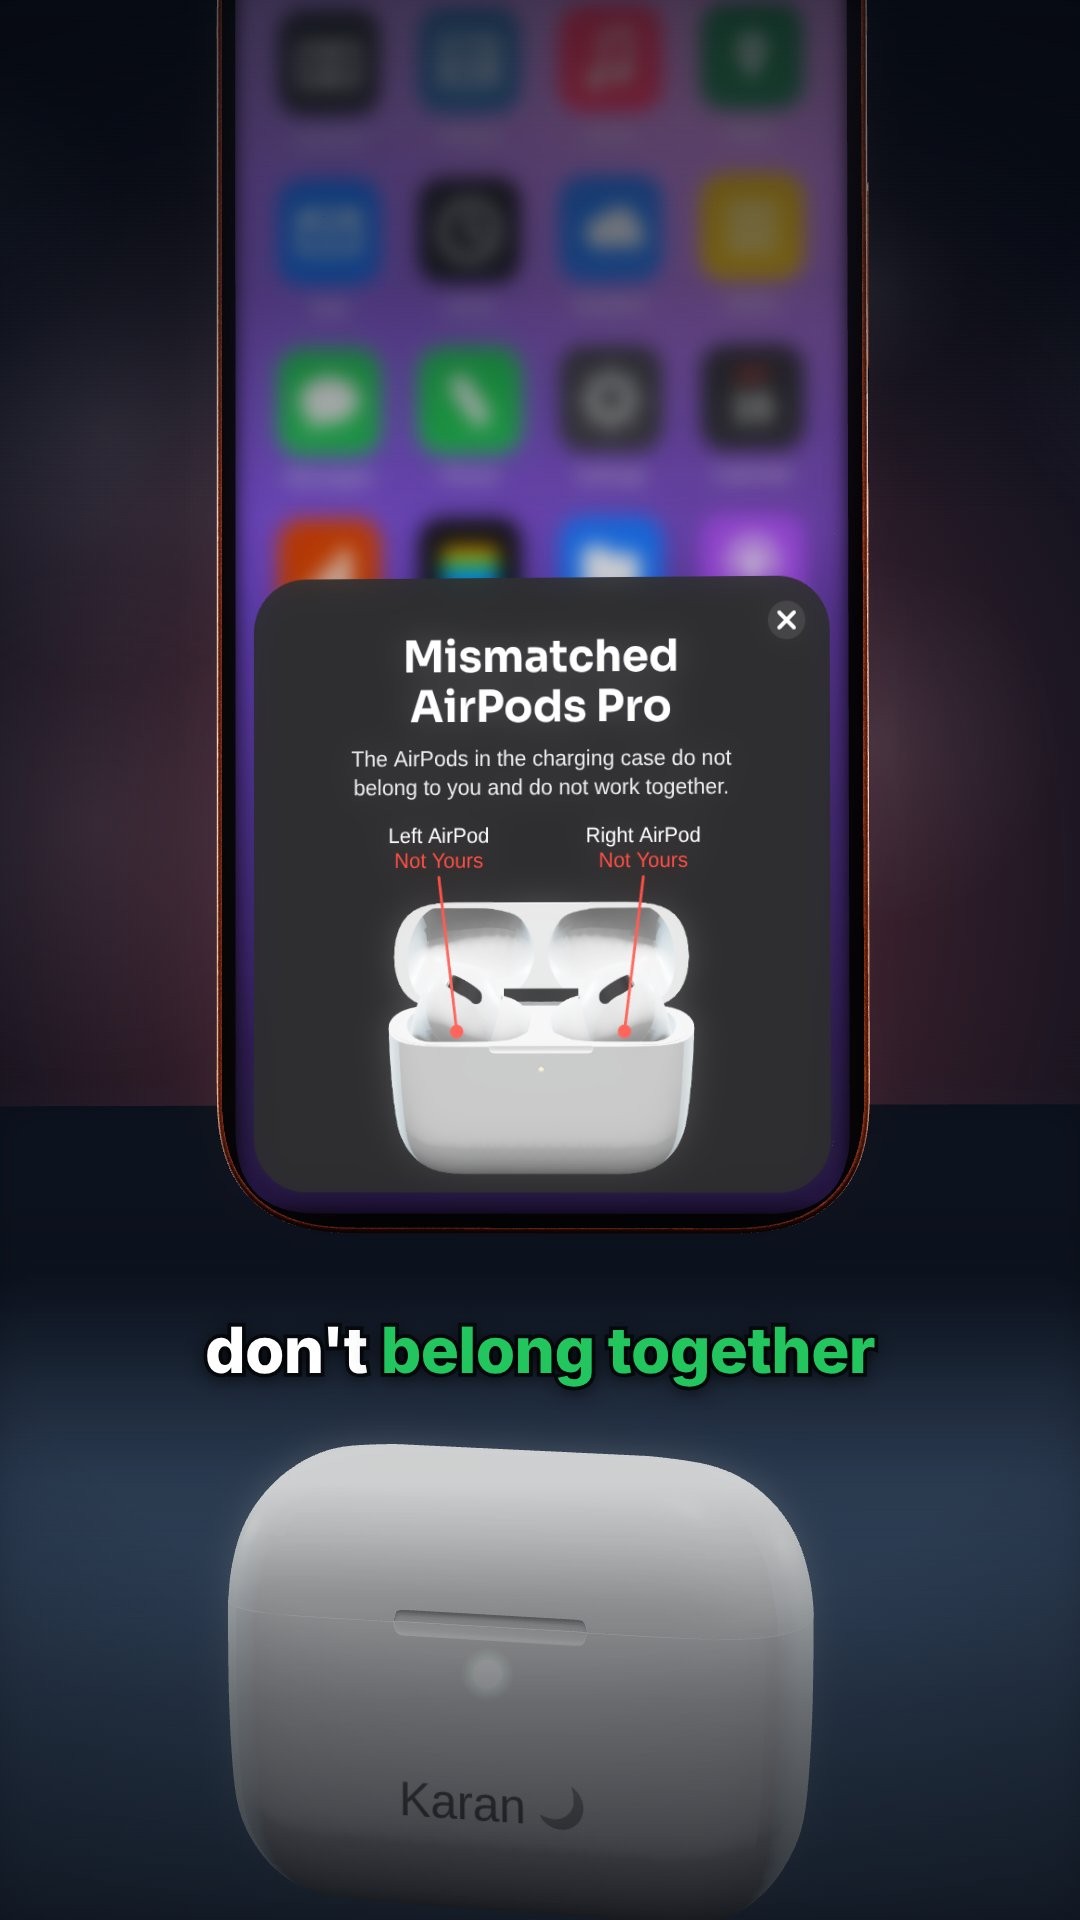 Mismatched
AirPods Pro
The AirPods in the charging case do not
belong to you and do not work together.
Left AirPod
Right AirPod
Not Yours
Not Yours
don't belong together
Karan